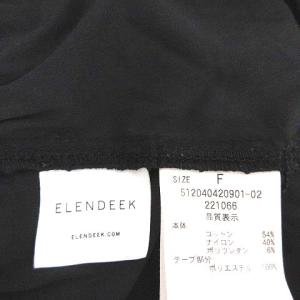 ELENDEEK
ELENDEEK.COM
SIZE F
512040420901-02
221066
品質表示
本体
コットン 54%
ナイロン 40%
ポリウレタン 6%
テープ部分
ポリエステル 100%